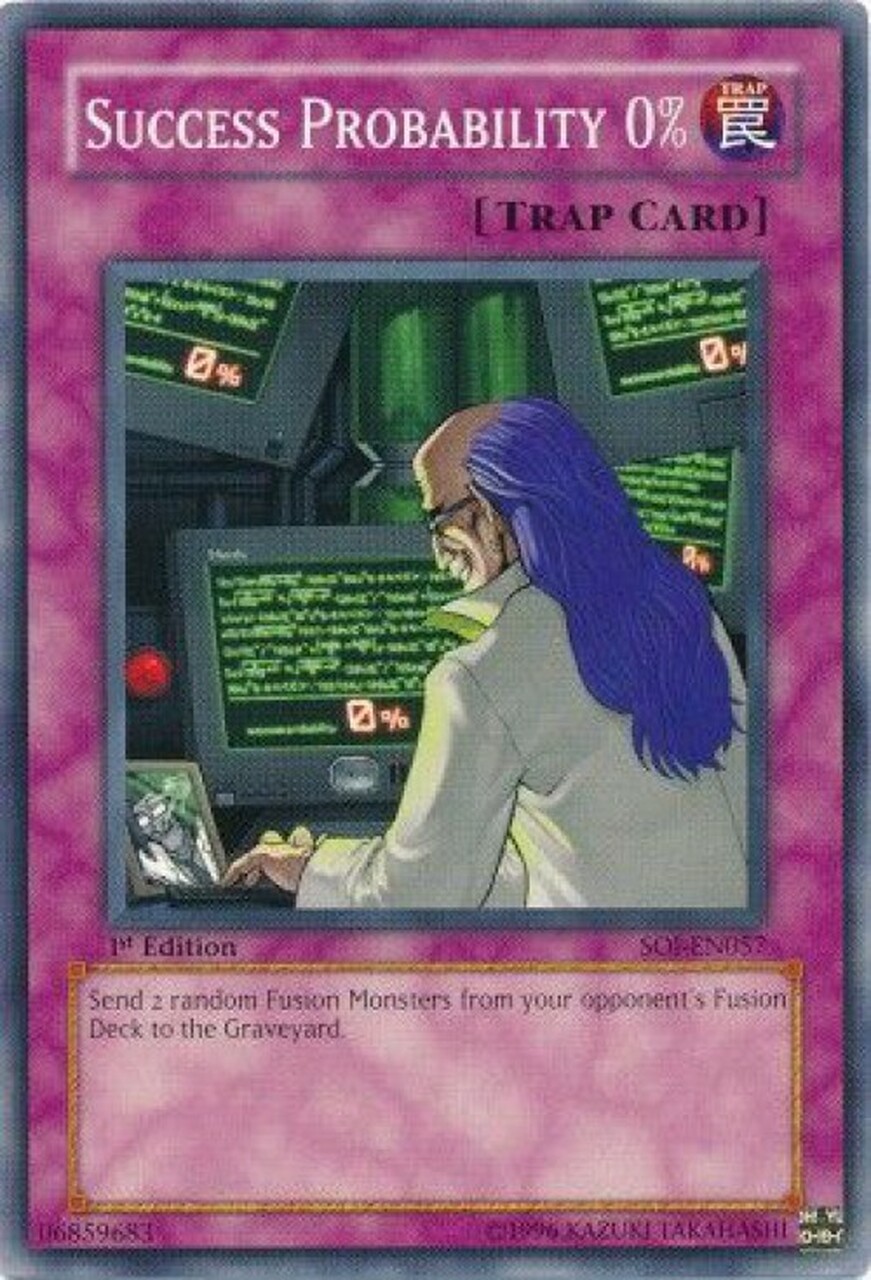 SUCCESS PROBABILITY 0%
TRAP
罠
[TRAP CARD]
0%
0%
0%
0%
1st Edition
SOI-EN057
Send 2 random Fusion Monsters from your opponent's Fusion
Deck to the Graveyard.
06859683
©1996 KAZUKI TAKAHASHI